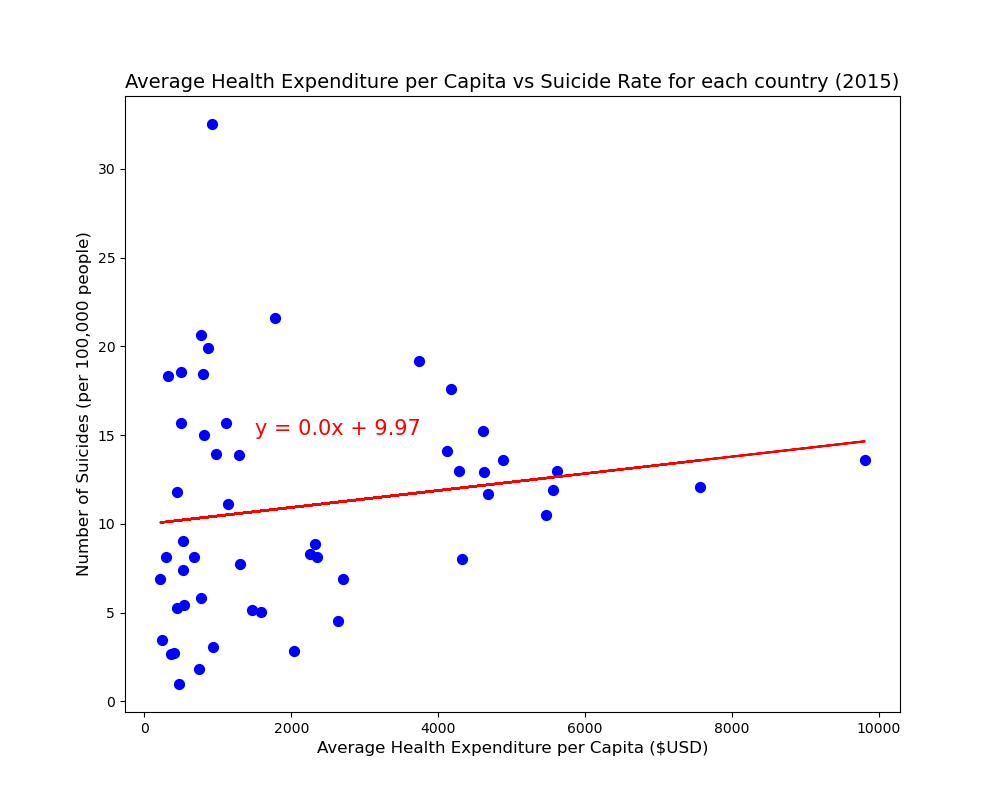 Average Health Expenditure per Capita vs Suicide Rate for each country (2015)
Number of Suicides (per 100,000 people)
30
25
20
15
10
5
0
y = 0.0x + 9.97
0 2000 4000 6000 8000 10000
Average Health Expenditure per Capita ($USD)